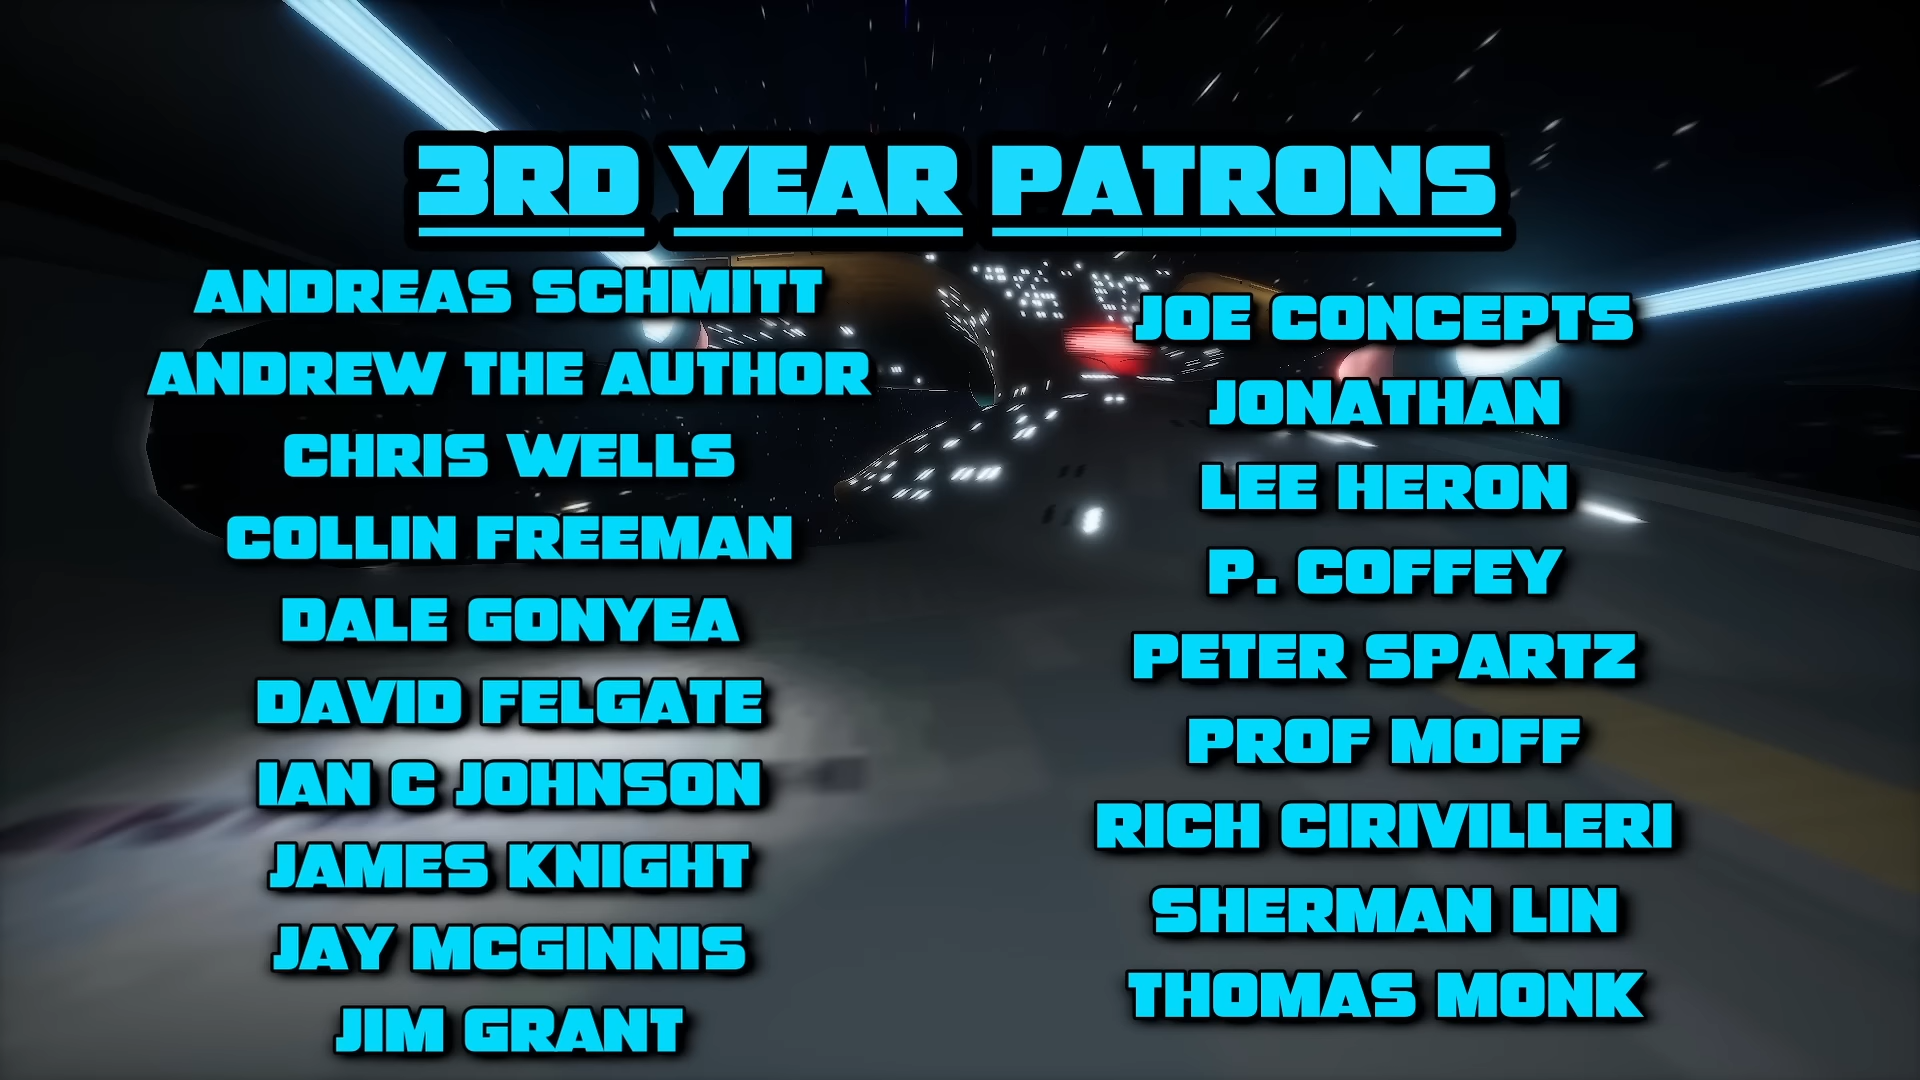 3RD YEAR PATRONS
ANDREAS SCHMITT
ANDREW THE AUTHOR
CHRIS WELLS
COLLIN FREEMAN
DALE GONYEA
DAVID FELGATE
IAN C JOHNSON
JAMES KNIGHT
JAY MCGINNIS
JIM GRANT
JOE CONCEPTS
JONATHAN
LEE HERON
P. COFFEY
PETER SPARTZ
PROF MOFF
RICH CIRIVILLERI
SHERMAN LIN
THOMAS MONK